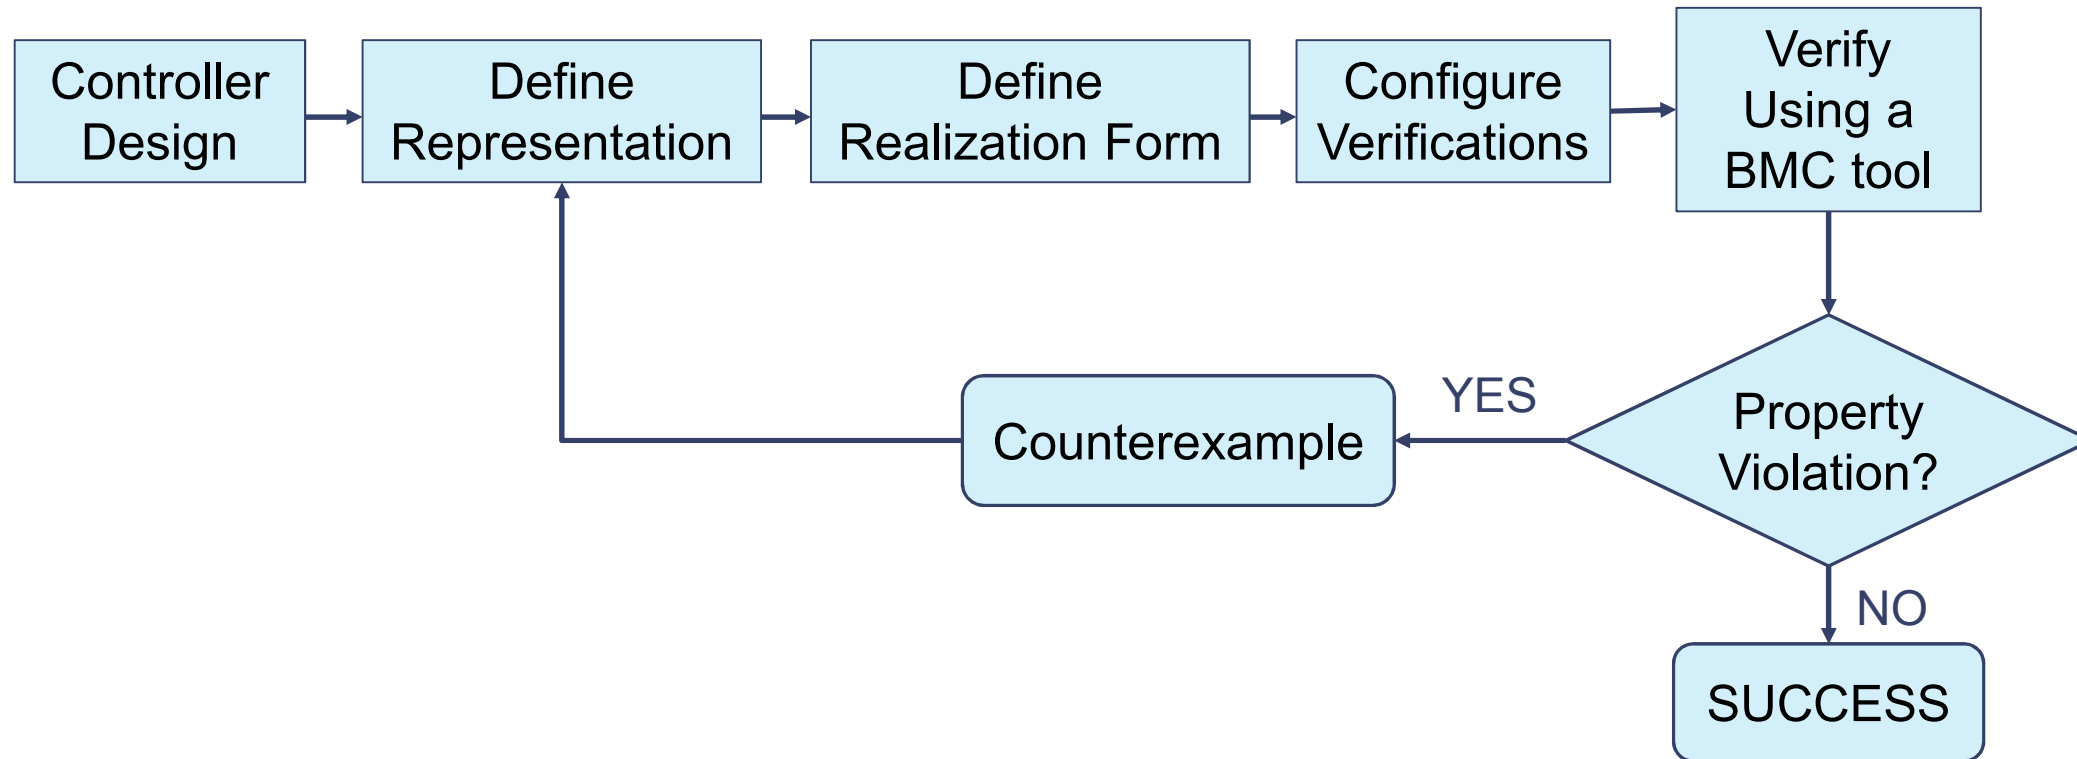 Controller
Design
Define
Representation
Define
Realization Form
Configure
Verifications
Verify
Using a
BMC tool
Property
Violation?
YES
Counterexample
NO
SUCCESS